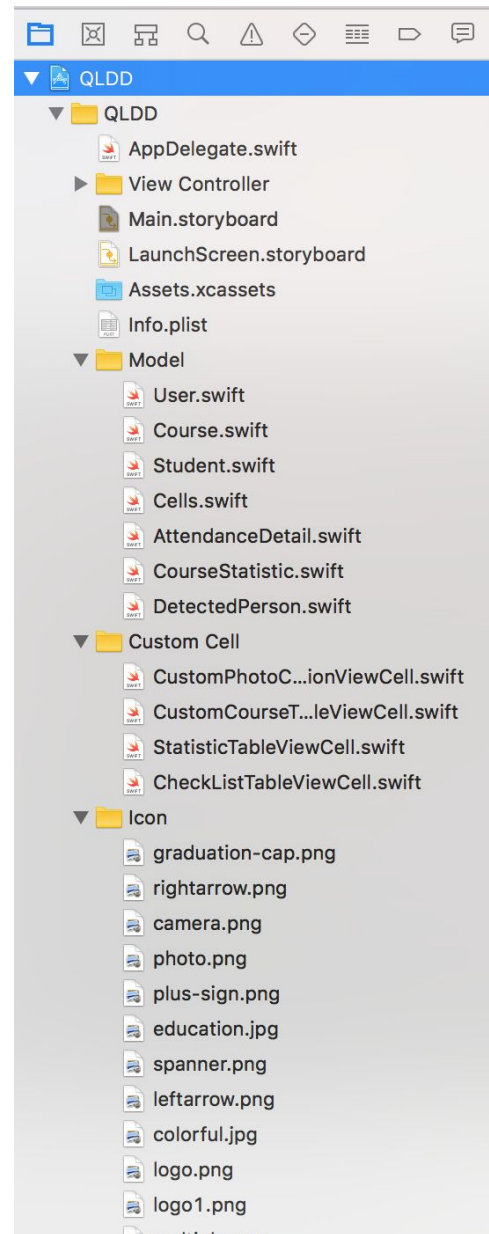 QLDD
QLDD
AppDelegate.swift
View Controller
Main.storyboard
LaunchScreen.storyboard
Assets.xcassets
Info.plist
Model
User.swift
Course.swift
Student.swift
Cells.swift
AttendanceDetail.swift
CourseStatistic.swift
DetectedPerson.swift
Custom Cell
CustomPhotoC...ionViewCell.swift
CustomCourseT...leViewCell.swift
StatisticTableViewCell.swift
CheckListTableViewCell.swift
Icon
graduation-cap.png
rightarrow.png
camera.png
photo.png
plus-sign.png
education.jpg
spanner.png
leftarrow.png
colorful.jpg
logo.png
logo1.png